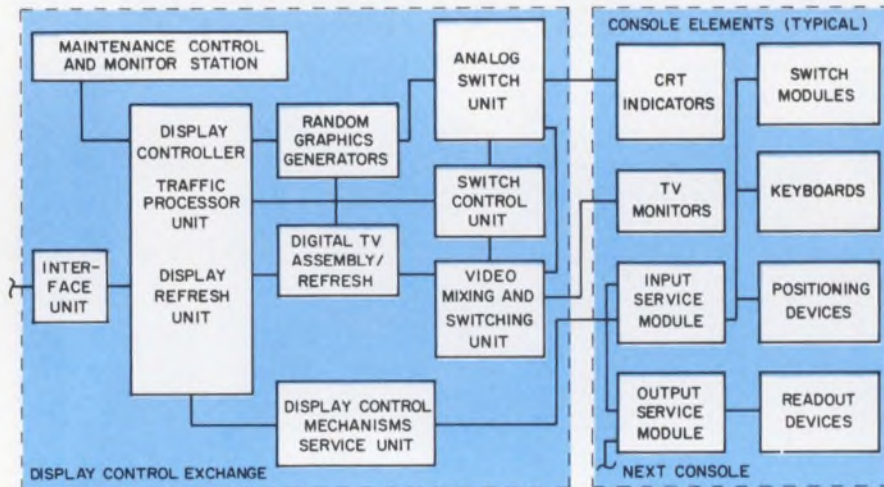 MAINTENANCE CONTROL
AND MONITOR STATION
DISPLAY
CONTROLLER
TRAFFIC
PROCESSOR
UNIT
DISPLAY
REFRESH
UNIT
INTER-
FACE
UNIT
RANDOM
GRAPHICS
GENERATORS
DIGITAL TV
ASSEMBLY/
REFRESH
DISPLAY CONTROL
MECHANISMS
SERVICE UNIT
ANALOG
SWITCH
UNIT
SWITCH
CONTROL
UNIT
VIDEO
MIXING AND
SWITCHING
UNIT
DISPLAY CONTROL EXCHANGE
CONSOLE ELEMENTS (TYPICAL)
CRT
INDICATORS
SWITCH
MODULES
TV
MONITORS
KEYBOARDS
INPUT
SERVICE
MODULE
POSITIONING
DEVICES
OUTPUT
SERVICE
MODULE
READOUT
DEVICES
NEXT CONSOLE